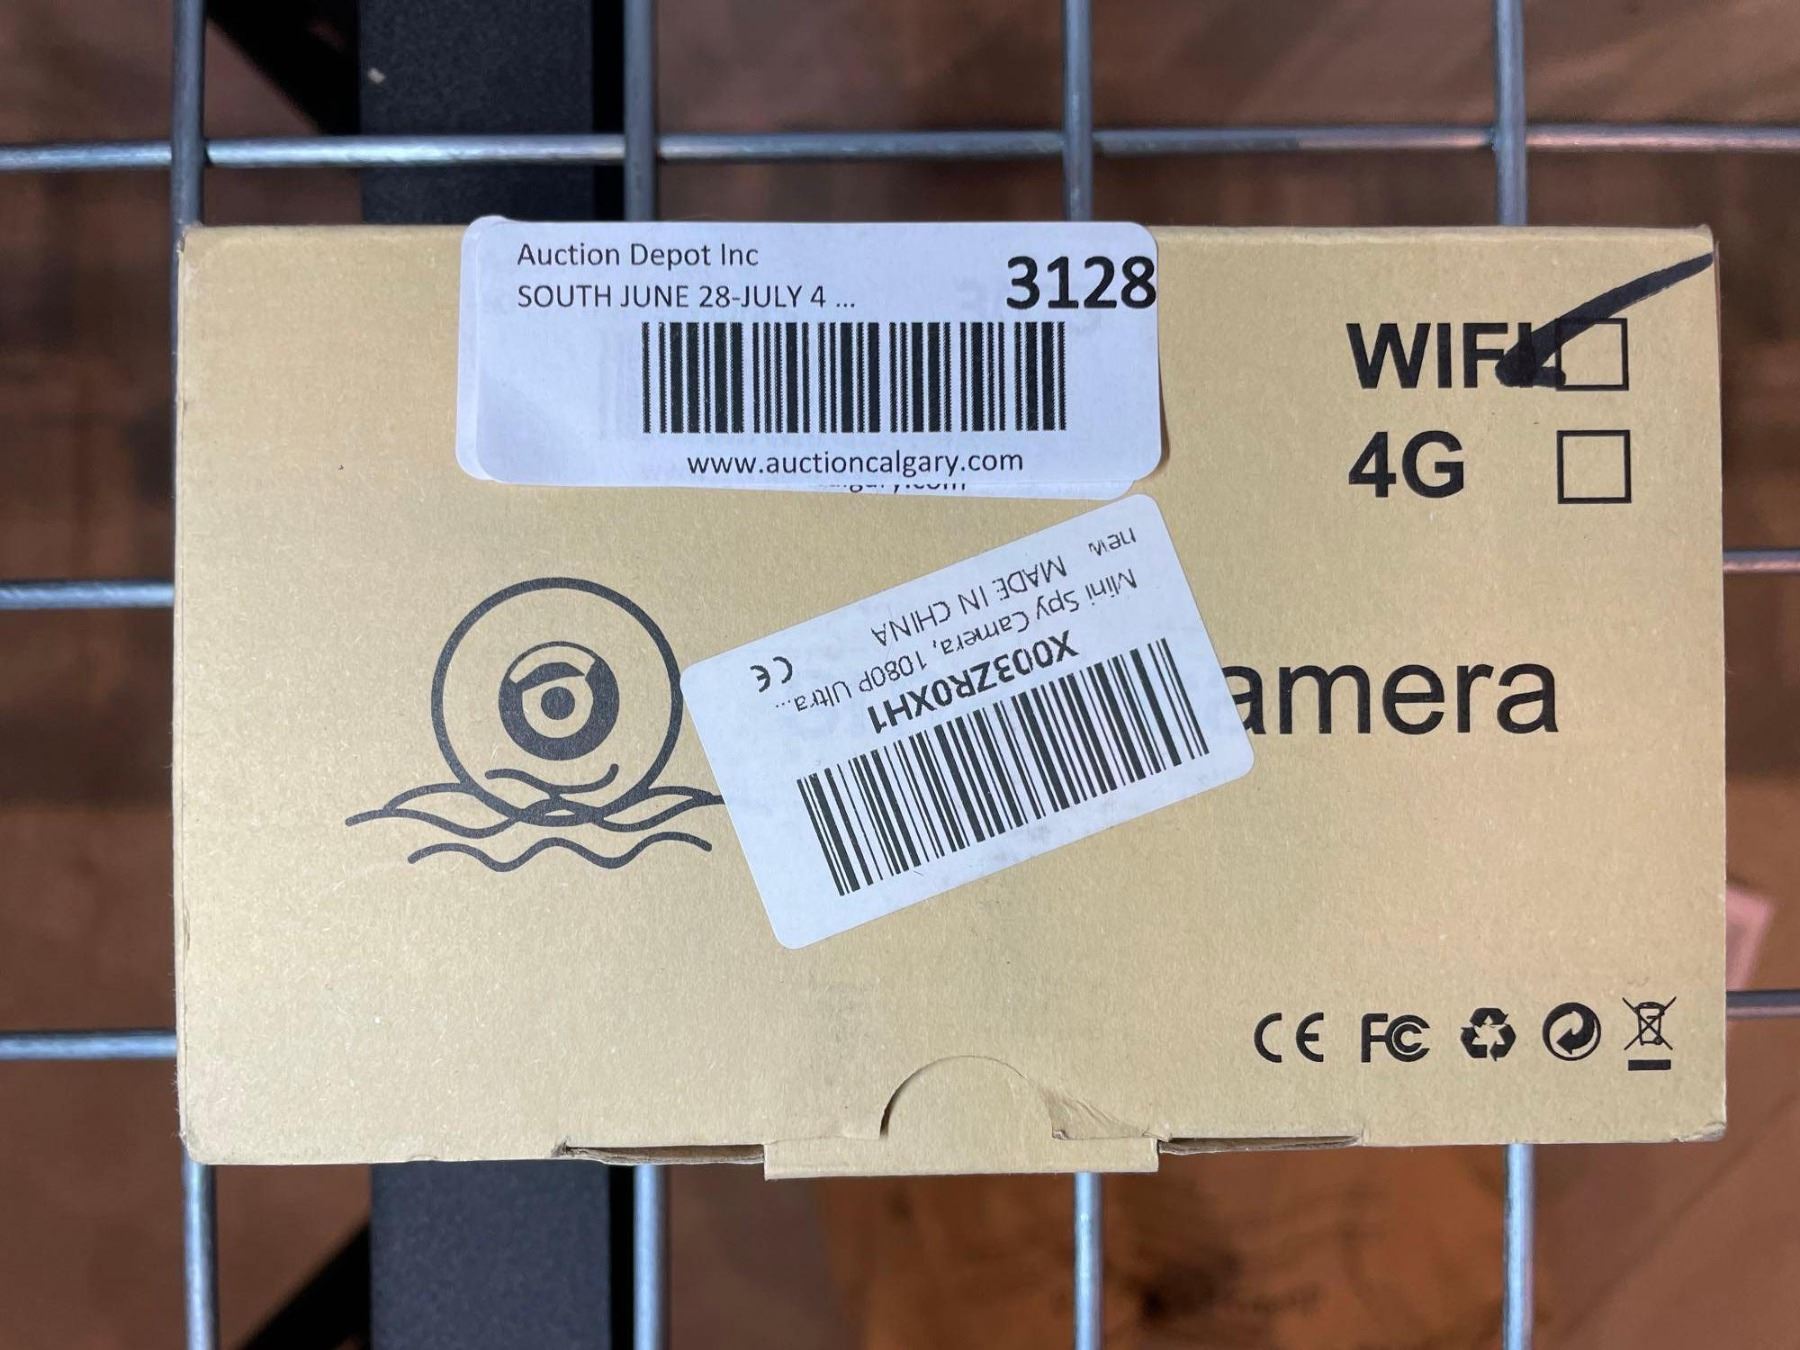 Auction Depot Inc
SOUTH JUNE 28-JULY 4 ...
3128
www.auctioncalgary.com
WIFI
4G
X003ZR0XH1
Mini Spy Camera, 1080P Ultra...
MADE IN CHINA
new
CE
amera
CE FC